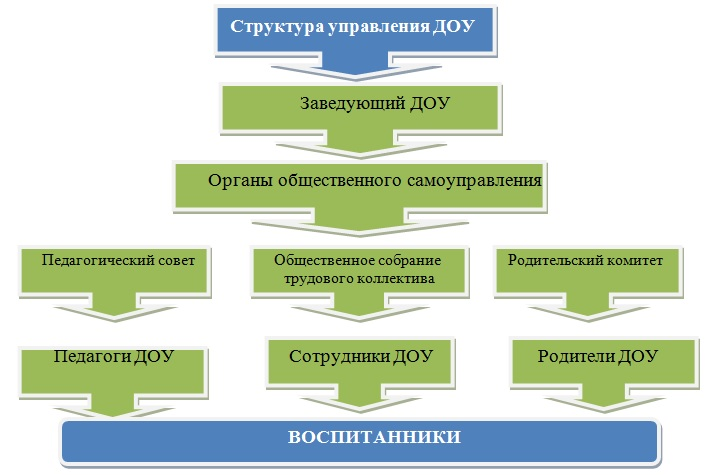 Структура управления ДОУ
Заведующий ДОУ
Органы общественного самоуправления
Педагогический совет
Общественное собрание
трудового коллектива
Родительский комитет
Педагоги ДОУ
Сотрудники ДОУ
Родители ДОУ
ВОСПИТАННИКИ